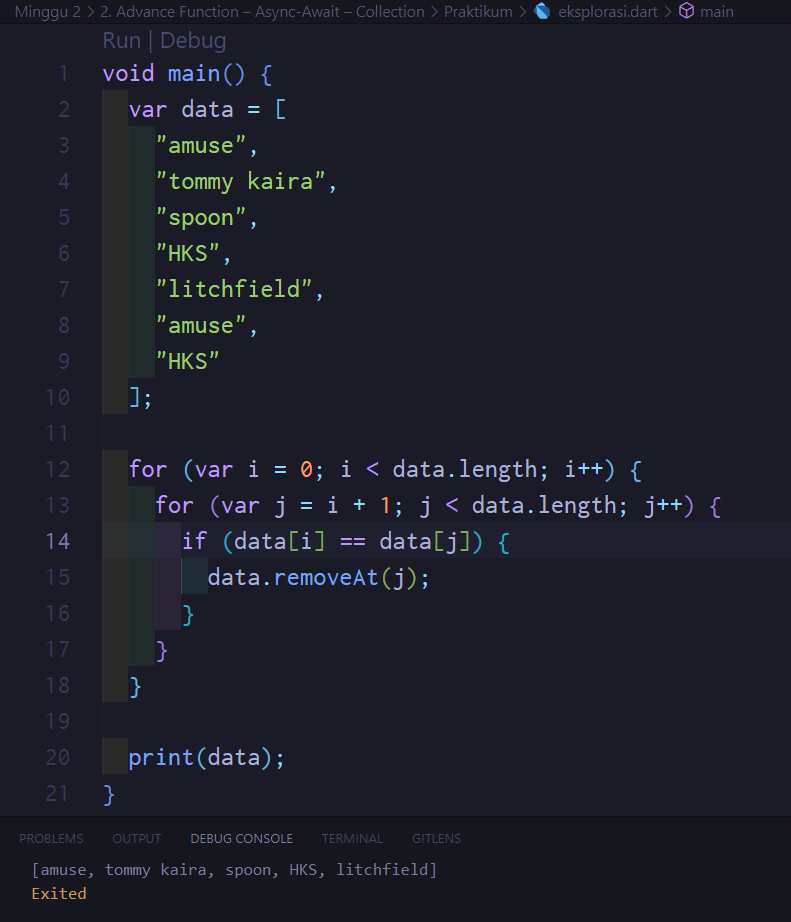 Minggu 2 > 2. Advance Function – Async-Await – Collection > Praktikum > eksplorasi.dart > main
Run | Debug
1 void main() {
2 var data = [
3 "amuse",
4 "tommy kaira",
5 "spoon",
6 "HKS",
7 "litchfield",
8 "amuse",
9 "HKS"
10 ];
11
12 for (var i = 0; i < data.length; i++) {
13 for (var j = i + 1; j < data.length; j++) {
14 if (data[i] == data[j]) {
15 data.removeAt(j);
16 }
17 }
18 }
19
20 print(data);
21 }
PROBLEMS OUTPUT DEBUG CONSOLE TERMINAL GITLENS
[amuse, tommy kaira, spoon, HKS, litchfield]
Exited